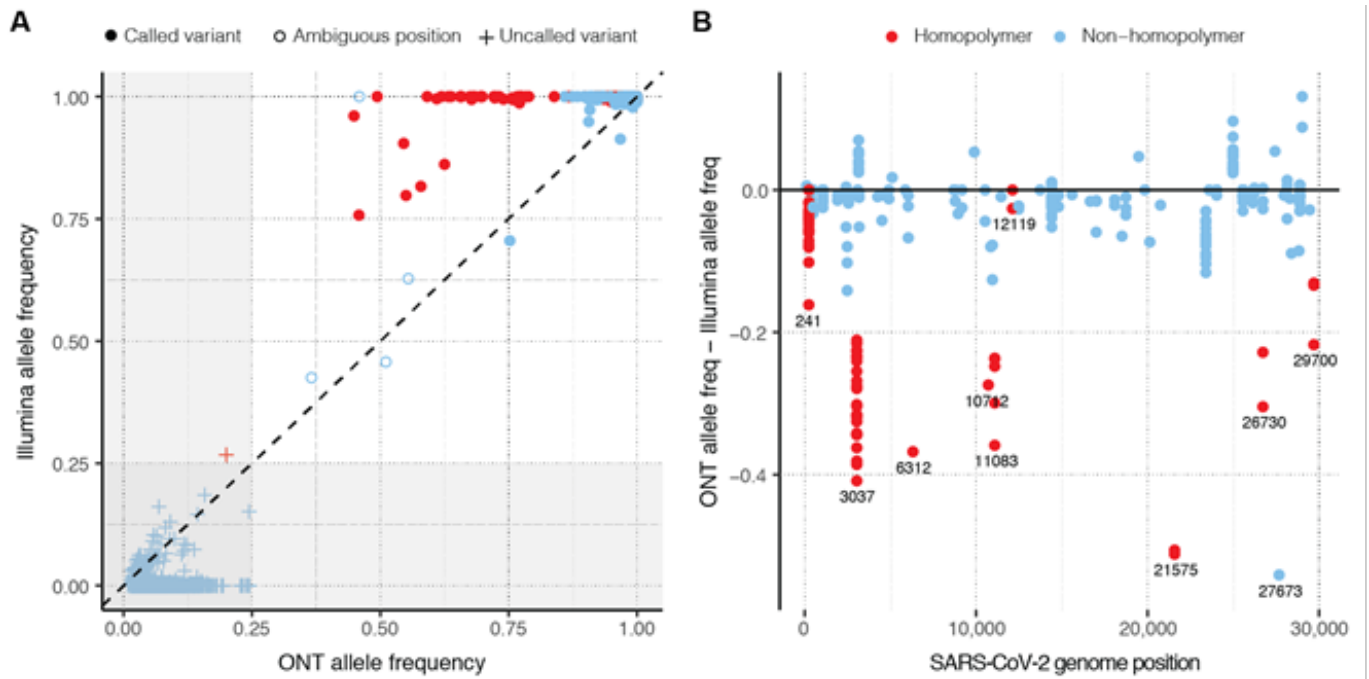 A
Called variant Ambiguous position Uncalled variant
1.00
0.75
0.50
0.25
0.00
Illumina allele frequency
0.00 0.25 0.50 0.75 1.00
ONT allele frequency
B
Homopolymer Non-homopolymer
0.0
−0.2
−0.4
ONT allele freq − Illumina allele freq
12119
241
29700
10712
26730
11083
6312
3037
21575
27673
0 10,000 20,000 30,000
SARS-CoV-2 genome position